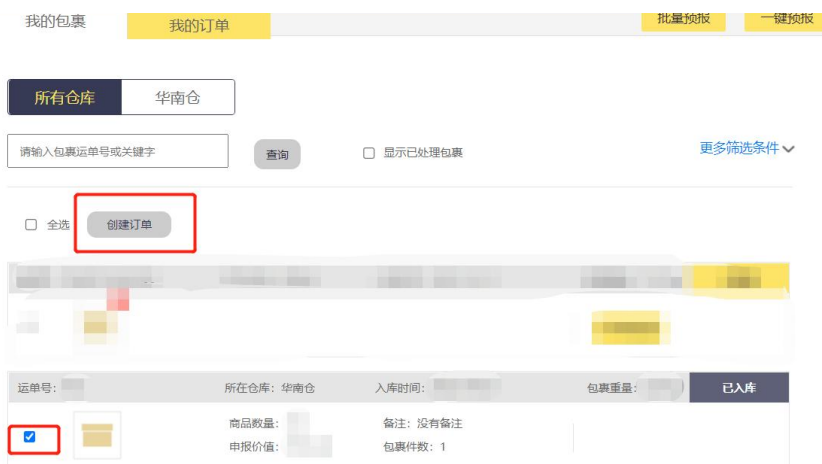 我的包裹 我的订单 批量预报 一键预报
所有仓库 华南仓
请输入包裹运单号或关键字 查询 显示已处理包裹 更多筛选条件
全选 创建订单
运单号: 所在仓库: 华南仓 入库时间: 包裹重量: 已入库
商品数量: 备注: 没有备注
申报价值: 包裹件数: 1